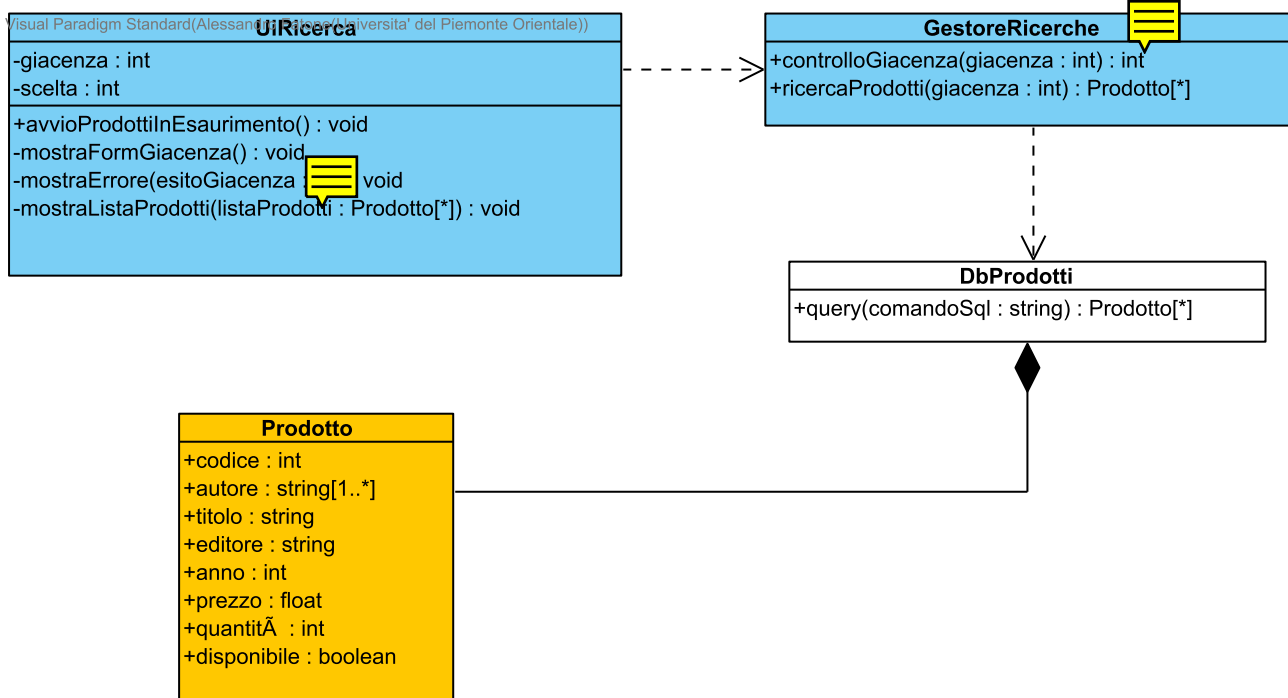 Visual Paradigm Standard(Alessandro Fatone(Universita' del Piemonte Orientale))
UiRicerca
-giacenza : int
-scelta : int
+avvioProdottiInEsaurimento() : void
-mostraFormGiacenza() : void
-mostraErrore(esitoGiacenza : void
-mostraListaProdotti(listaProdotti : Prodotto[*]) : void
GestoreRicerche
+controlloGiacenza(giacenza : int) : int
+ricercaProdotti(giacenza : int) : Prodotto[*]
DbProdotti
+query(comandoSql : string) : Prodotto[*]
Prodotto
+codice : int
+autore : string[1..*]
+titolo : string
+editore : string
+anno : int
+prezzo : float
+quantitÃ : int
+disponibile : boolean